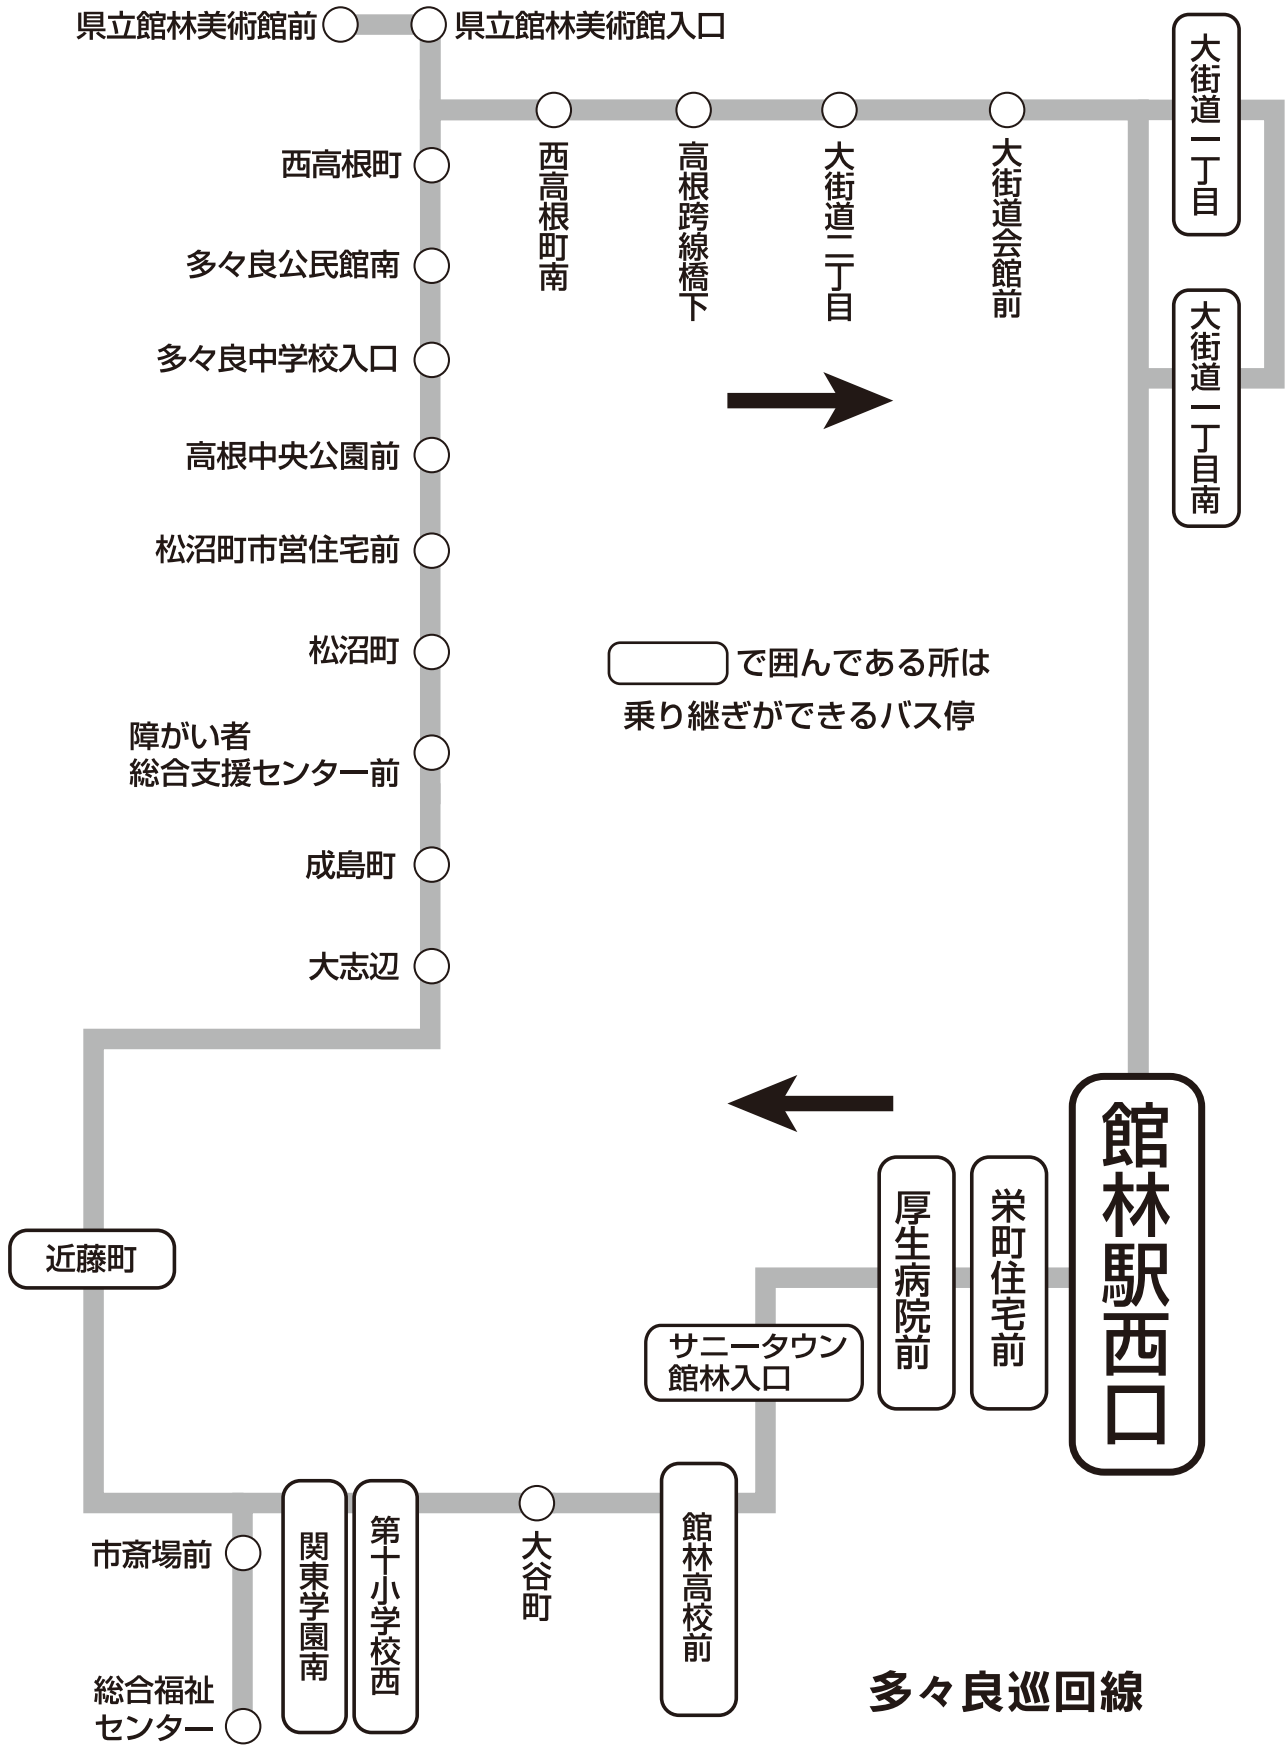 県立館林美術館前
県立館林美術館入口
西高根町南
高根跨線橋下
大街道二丁目
大街道会館前
大街道一丁目
大街道一丁目南
西高根町
多々良公民館南
多々良中学校入口
高根中央公園前
松沼町市営住宅前
松沼町
障がい者
総合支援センター前
成島町
大志辺
で囲んである所は
乗り継ぎができるバス停
館林駅西口
栄町住宅前
厚生病院前
サニータウン
館林入口
館林高校前
大谷町
第十小学校西
関東学園南
近藤町
市斎場前
総合福祉
センター
多々良巡回線